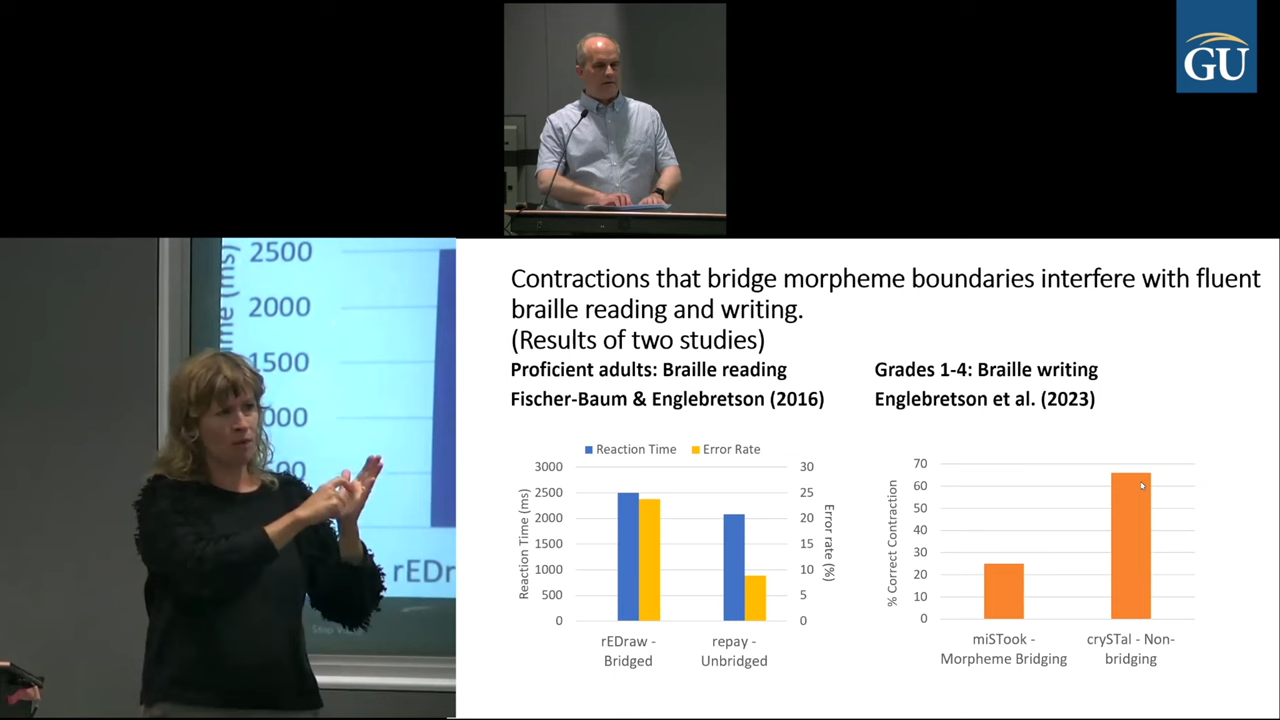 GU
2500
2000
1500
000
500
me (ms)
rEDr
Contractions that bridge morpheme boundaries interfere with fluent
braille reading and writing.
(Results of two studies)
Proficient adults: Braille reading
Fischer-Baum & Englebretson (2016)
Reaction Time
Error Rate
3000
2500
2000
1500
1000
500
0
Reaction Time (ms)
30
25
20
15
10
5
0
Error rate (%)
rEDraw -
Bridged
repay -
Unbridged
Grades 1-4: Braille writing
Englebretson et al. (2023)
70
60
50
40
30
20
10
0
% Correct Contraction
miSTook -
Morpheme Bridging
crySTal - Non-
bridging